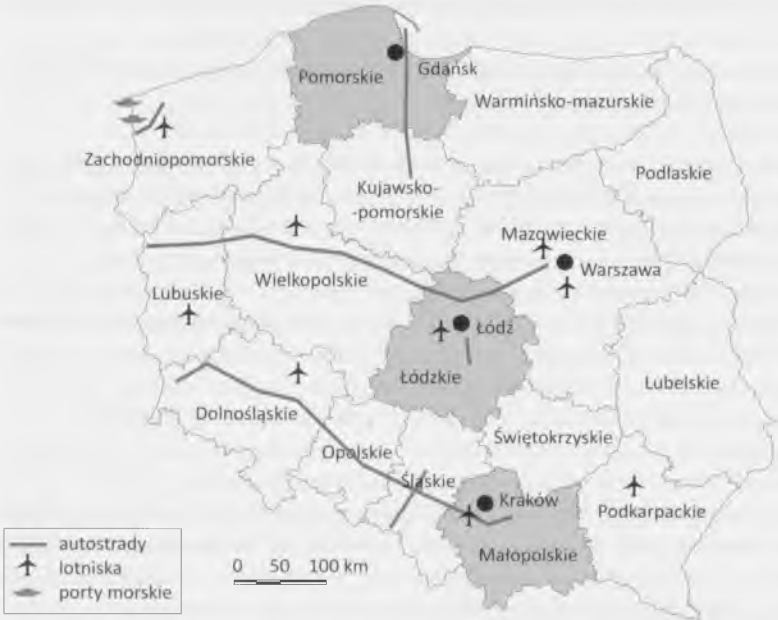 Pomorskie
Gdańsk
Warmińsko-mazurskie
Zachodniopomorskie
Podlaskie
Kujawsko-
-pomorskie
Mazowieckie
Warszawa
Wielkopolskie
Lubuskie
Łódź
Łódzkie
Lubelskie
Dolnośląskie
Świętokrzyskie
Opolskie
Śląskie
Kraków
Podkarpackie
Małopolskie
autostrady
lotniska
porty morskie
0 50 100 km